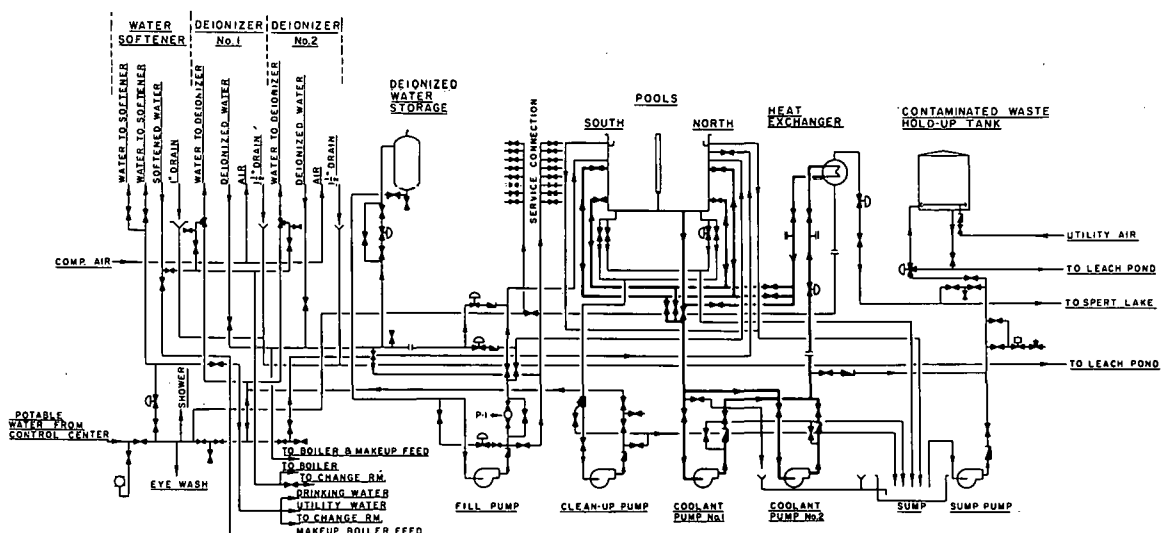 WATER SOFTENER
DEIONIZER No.1
DEIONIZER No.2
WATER TO SOFTENER
WATER TO SOFTENER
SOFTENED WATER
1" DRAIN
WATER TO DEIONIZER
DEIONIZED WATER
AIR
1½" DRAIN
WATER TO DEIONIZER
DEIONIZED WATER
AIR
1½" DRAIN
DEIONIZED WATER STORAGE
SERVICE CONNECTION
POOLS
SOUTH
NORTH
HEAT EXCHANGER
CONTAMINATED WASTE HOLD-UP TANK
UTILITY AIR
COMP. AIR
TO LEACH POND
TO SPERT LAKE
TO LEACH POND
SHOWER
P-1
POTABLE WATER FROM CONTROL CENTER
EYE WASH
TO BOILER & MAKEUP FEED
TO BOILER
TO CHANGE RM.
DRINKING WATER
UTILITY WATER
TO CHANGE RM.
MAKEUP BOILER FEED
FILL PUMP
CLEAN-UP PUMP
COOLANT PUMP No.1
COOLANT PUMP No.2
SUMP
SUMP PUMP